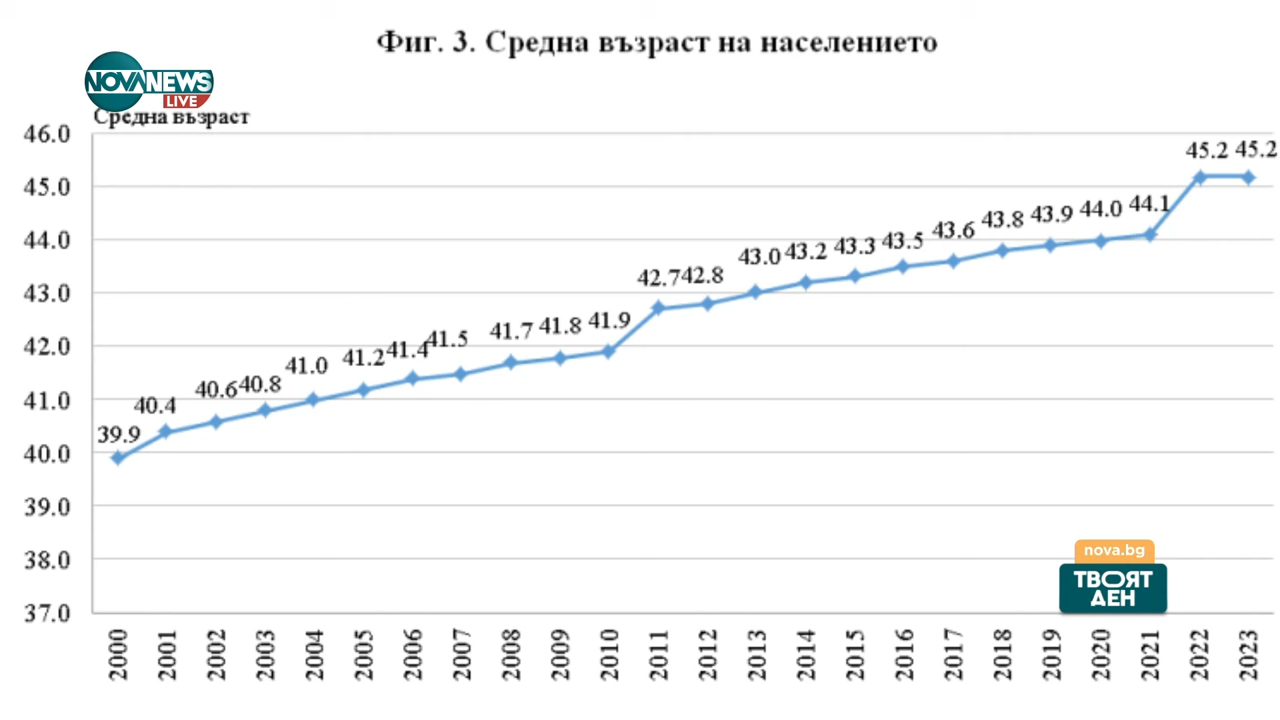 Фиг. 3. Средна възраст на населението
NOVANEWS
LIVE
Средна възраст
46.0
45.0
44.0
43.0
42.0
41.0
40.0
39.0
38.0
37.0
39.9 40.4 40.6 40.8 41.0 41.2 41.4 41.5 41.7 41.8 41.9 42.7 42.8 43.0 43.2 43.3 43.5 43.6 43.8 43.9 44.0 44.1 45.2 45.2
nova.bg
ТВОЯТ
ДЕН
2000 2001 2002 2003 2004 2005 2006 2007 2008 2009 2010 2011 2012 2013 2014 2015 2016 2017 2018 2019 2020 2021 2022 2023